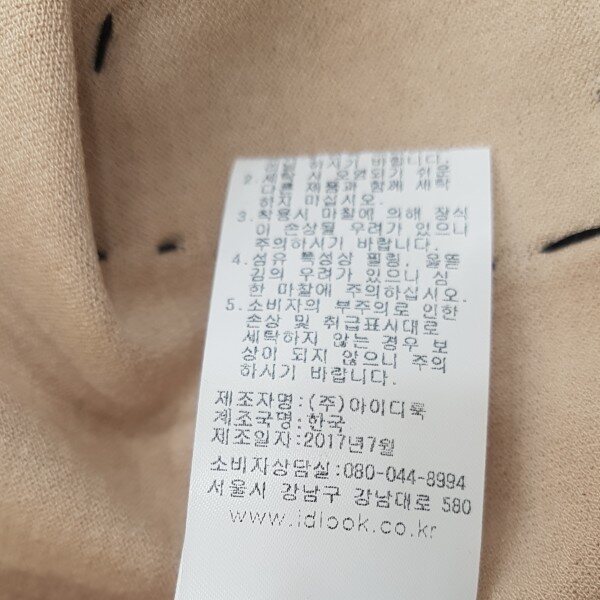 하시기 바랍니다.
2. 세탁 시 오염되기 쉬운
다른 제품과 함께 세탁
하지 마십시오.
3. 착용시 마찰에 의해 장식
이 손상될 우려가 있으니
주의하시기 바랍니다.
4. 섬유 특성상 필링, 올뜯
김의 우려가 있으니 심
한 마찰에 주의하십시오.
5. 소비자의 부주의로 인한
손상 및 취급표시대로
세탁하지 않는 경우 보
상이 되지 않으니 주의
하시기 바랍니다.
제조자명:(주)아이디룩
제조국명:한국
제조일자:2017년7월
소비자상담실:080-044-8994
서울시 강남구 강남대로 580
www.idlook.co.kr